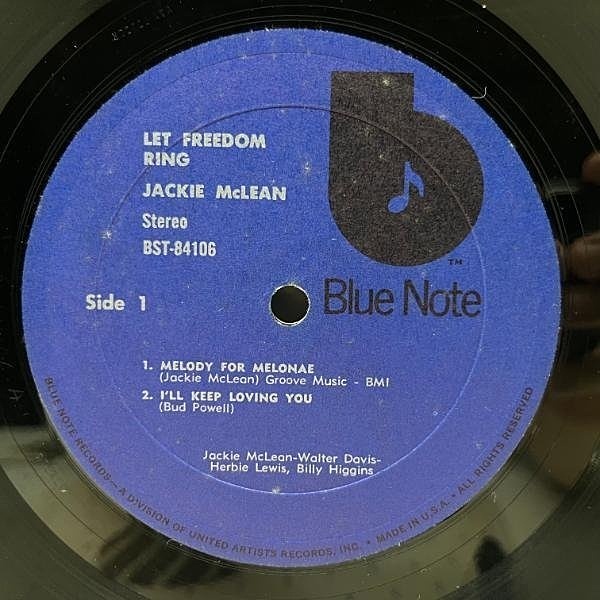 LET FREEDOM
RING
JACKIE McLEAN
Stereo
BST-84106
Side 1
TM
Blue Note
1. MELODY FOR MELONAE
(Jackie McLean) Groove Music - BMI
2. I'LL KEEP LOVING YOU
(Bud Powell)
Jackie McLean-Walter Davis-
Herbie Lewis, Billy Higgins
BLUE NOTE RECORDS—A DIVISION OF UNITED ARTISTS RECORDS, INC. • MADE IN U.S.A. • ALL RIGHTS RESERVED